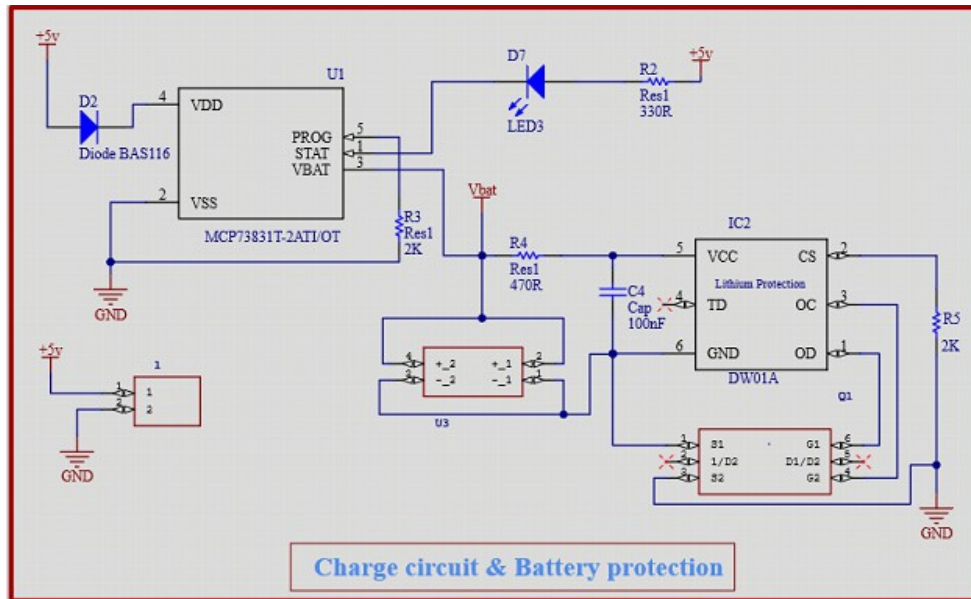 +5v
D2
Diode BAS116
U1
4 VDD
PROG 5
STAT 1
VBAT 3
2 VSS
MCP73831T-2ATI/OT
D7
LED3
R2
Res1
330R
+5v
R3
Res1
2K
GND
Vbat
R4
Res1
470R
C4
Cap
100nF
IC2
5 VCC CS 2
Lithium Protection
4 TD OC 3
6 GND OD 1
DW01A
R5
2K
+5v
1
1 1
2 2
GND
4 +_2 +_1 2
3 -_2 -_1 1
U3
Q1
1 S1 G1 6
2 1/D2 D1/D2 5
3 S2 G2 4
GND
Charge circuit & Battery protection